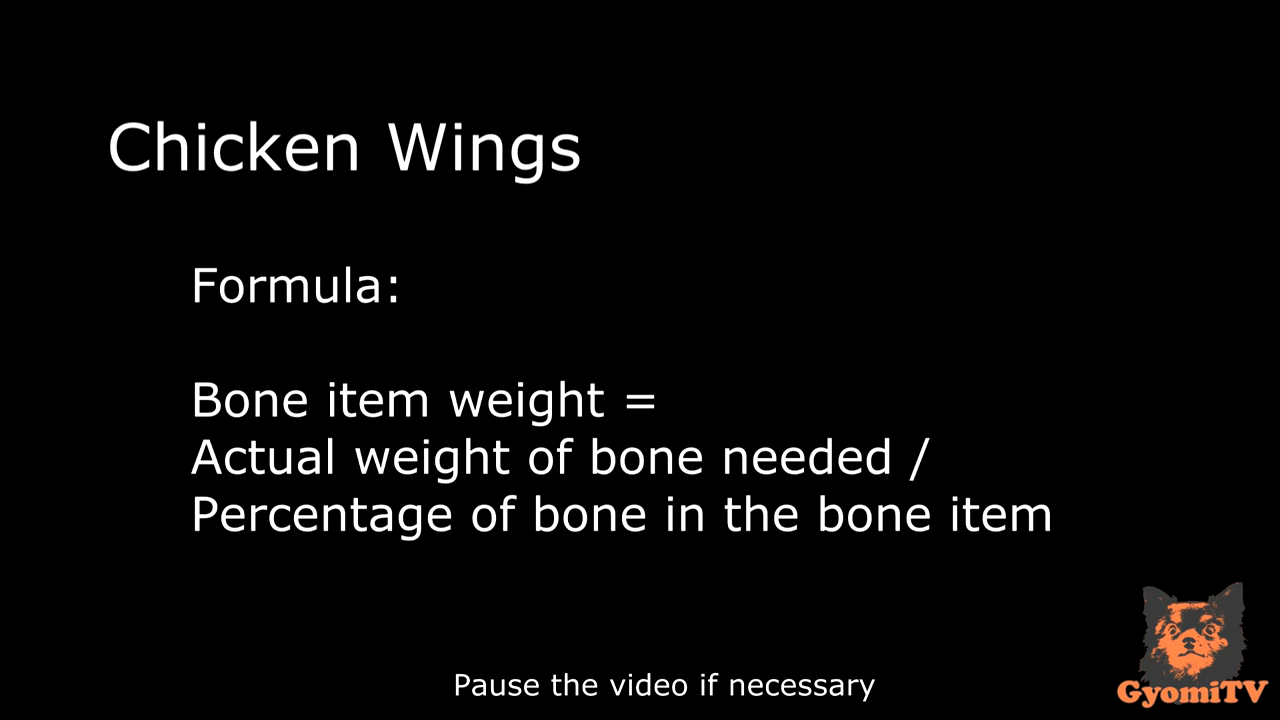 Chicken Wings
Formula:
Bone item weight =
Actual weight of bone needed /
Percentage of bone in the bone item
Pause the video if necessary
GyomiTV